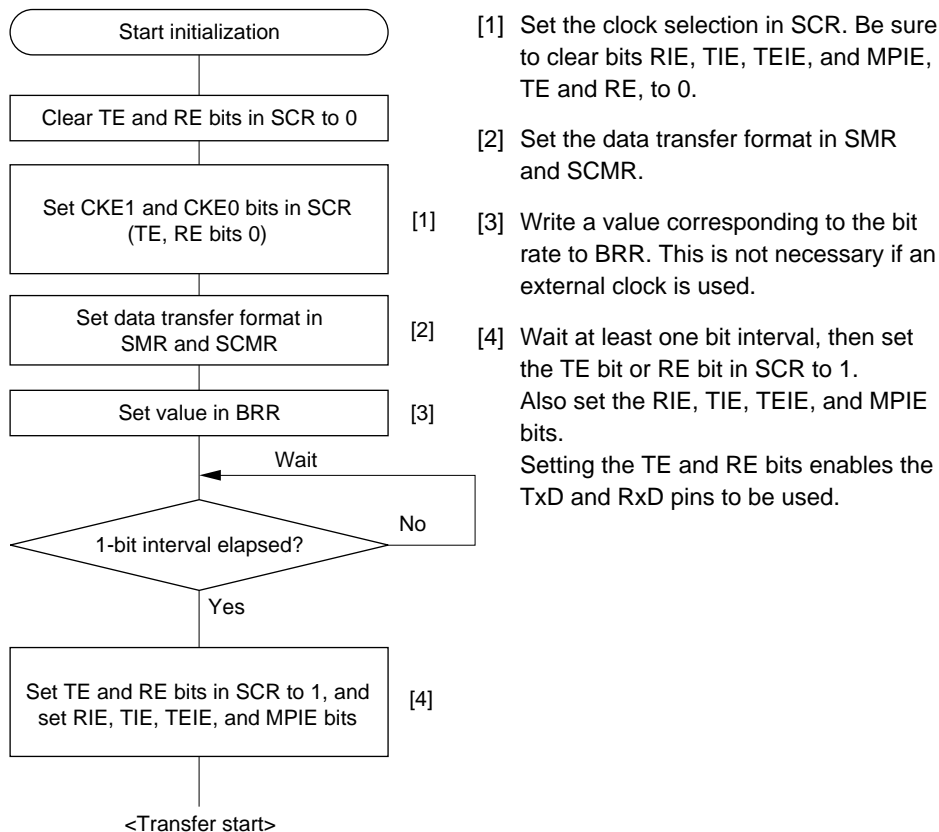 Start initialization
Clear TE and RE bits in SCR to 0
Set CKE1 and CKE0 bits in SCR
(TE, RE bits 0)
[1]
Set data transfer format in
SMR and SCMR
[2]
Set value in BRR
[3]
Wait
1-bit interval elapsed?
No
Yes
Set TE and RE bits in SCR to 1, and
set RIE, TIE, TEIE, and MPIE bits
[4]
<Transfer start>
[1] Set the clock selection in SCR. Be sure
to clear bits RIE, TIE, TEIE, and MPIE,
TE and RE, to 0.
[2] Set the data transfer format in SMR
and SCMR.
[3] Write a value corresponding to the bit
rate to BRR. This is not necessary if an
external clock is used.
[4] Wait at least one bit interval, then set
the TE bit or RE bit in SCR to 1.
Also set the RIE, TIE, TEIE, and MPIE
bits.
Setting the TE and RE bits enables the
TxD and RxD pins to be used.